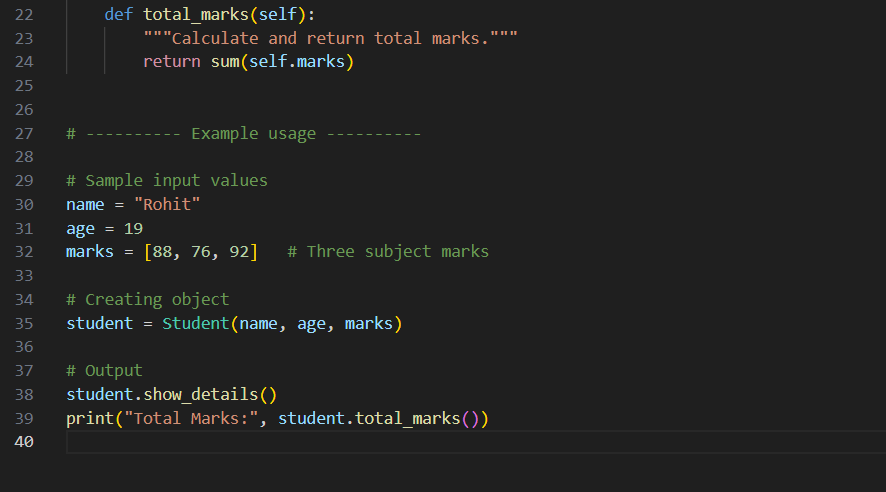 22     def total_marks(self):
23         """Calculate and return total marks."""
24         return sum(self.marks)
25
26
27 # ---------- Example usage ----------
28
29 # Sample input values
30 name = "Rohit"
31 age = 19
32 marks = [88, 76, 92]   # Three subject marks
33
34 # Creating object
35 student = Student(name, age, marks)
36
37 # Output
38 student.show_details()
39 print("Total Marks:", student.total_marks())
40